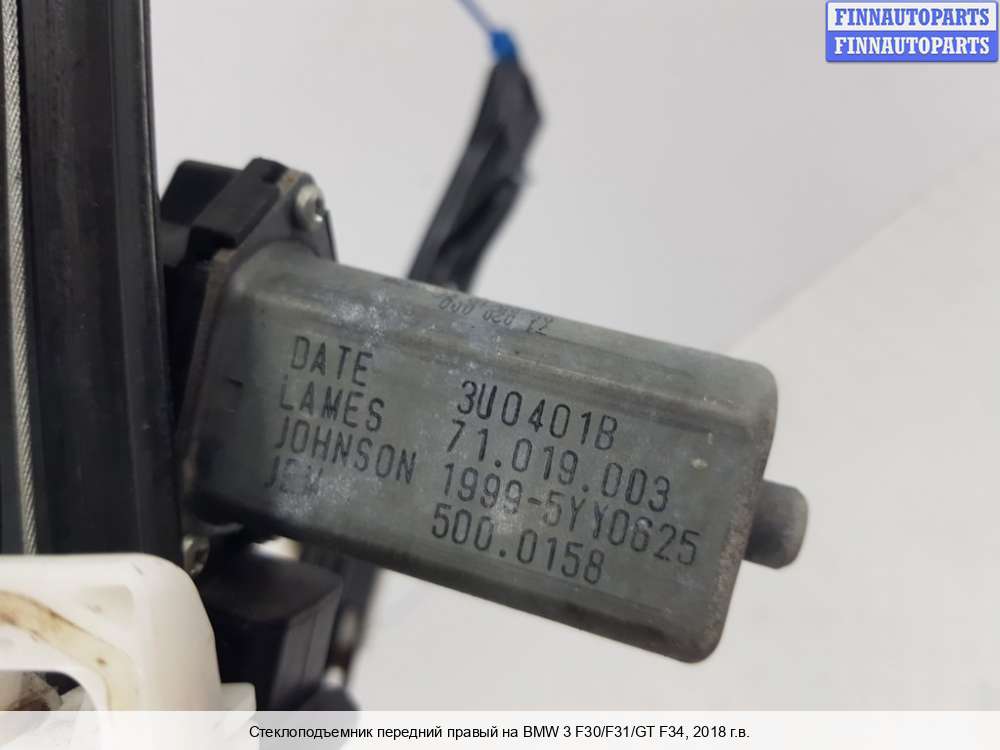 FINNAUTOPARTS
FINNAUTOPARTS
DATE 3U0401B
LAMES 71.019.003
JOHNSON 1999-5YY0625
500.0158
Стеклоподъемник передний правый на BMW 3 F30/F31/GT F34, 2018 г.в.